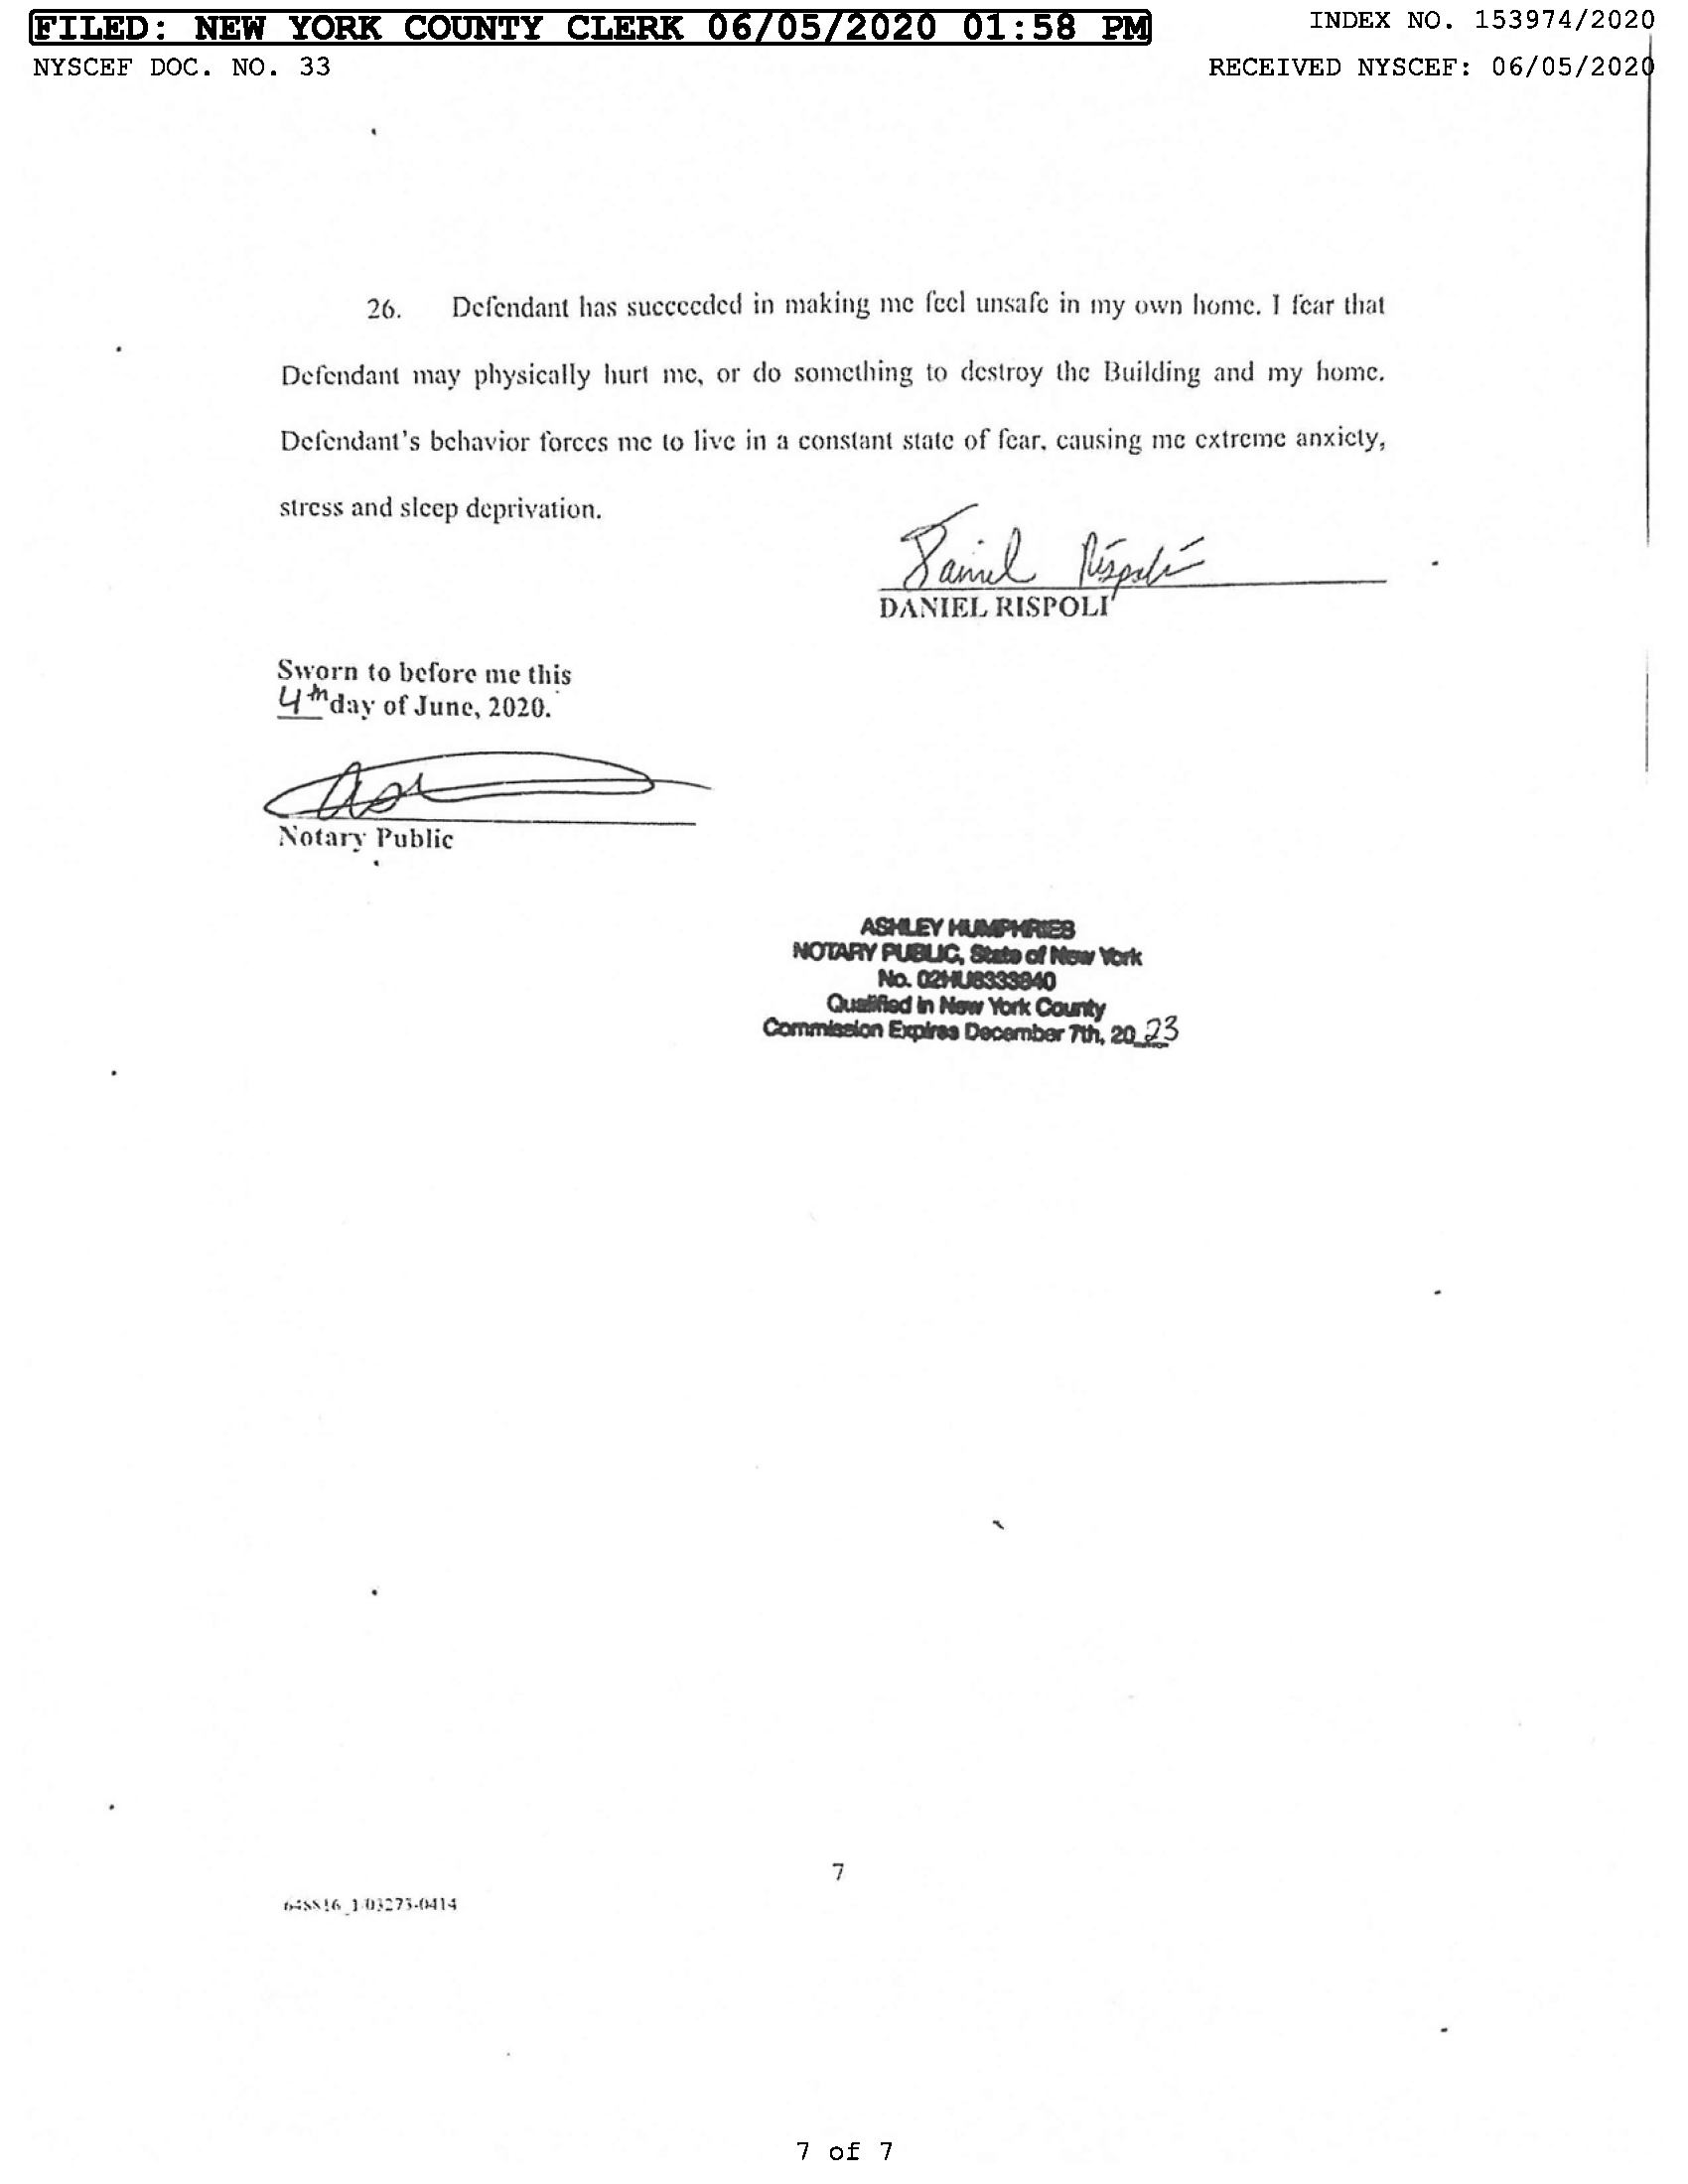 FILED: NEW YORK COUNTY CLERK 06/05/2020 01:58 PM
INDEX NO. 153974/2020
NYSCEF DOC. NO. 33
RECEIVED NYSCEF: 06/05/2020
26. Defendant has succeeded in making me feel unsafe in my own home. I fear that
Defendant may physically hurt me, or do something to destroy the Building and my home.
Defendant's behavior forces me to live in a constant state of fear, causing me extreme anxiety,
stress and sleep deprivation.
Daniel Rispoli
DANIEL RISPOLI
Sworn to before me this
4th day of June, 2020.
Notary Public
ASHLEY HUMPHRIES
NOTARY PUBLIC, State of New York
No.
Qualified in New York County
Commission Expires December 7th, 20 23
7
7 of 7